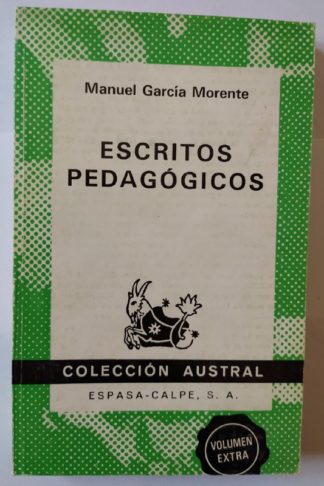 Manuel García Morente
ESCRITOS
PEDAGÓGICOS
COLECCIÓN AUSTRAL
ESPASA-CALPE, S. A.
VOLUMEN
EXTRA